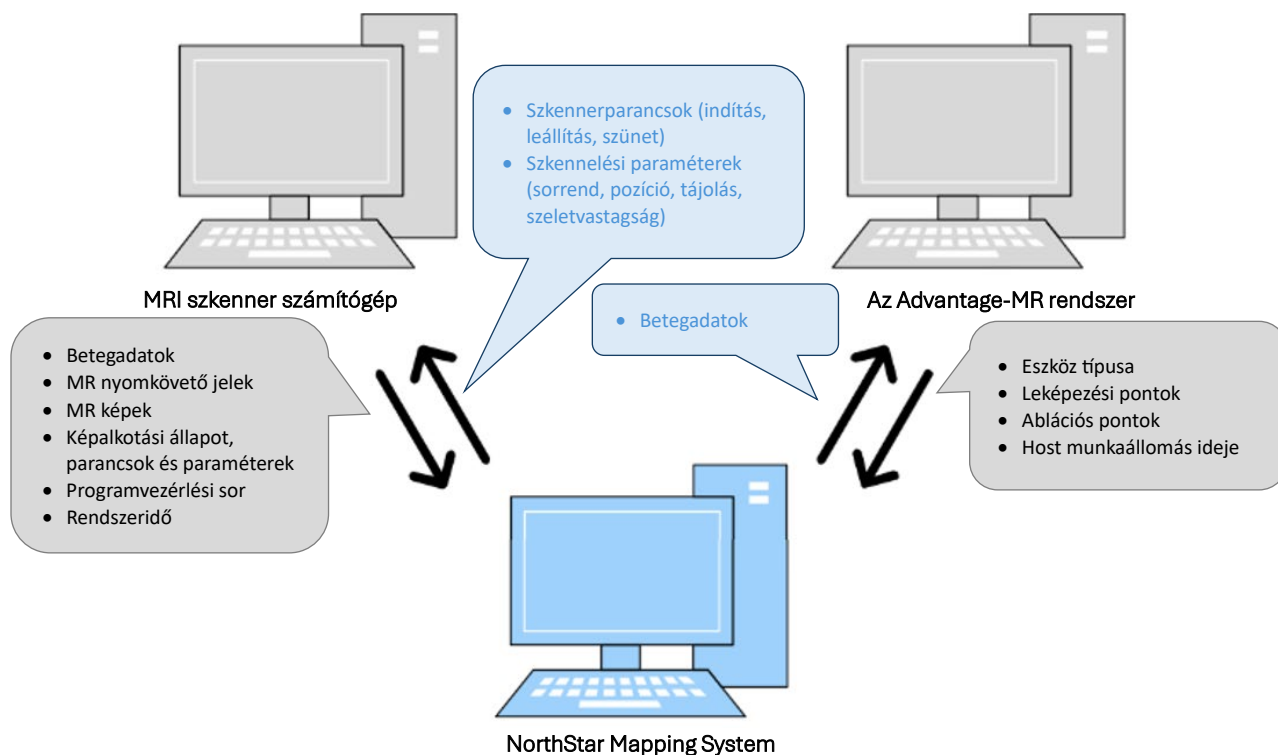 • Szkennerparancsok (indítás,
leállítás, szünet)
• Szkennelési paraméterek
(sorrend, pozíció, tájolás,
szeletvastagság)
MRI szkenner számítógép
Az Advantage-MR rendszer
• Betegadatok
• Betegadatok
• MR nyomkövető jelek
• MR képek
• Képalkotási állapot,
parancsok és paraméterek
• Programvezérlési sor
• Rendszeridő
• Eszköz típusa
• Leképezési pontok
• Ablációs pontok
• Host munkaállomás ideje
NorthStar Mapping System